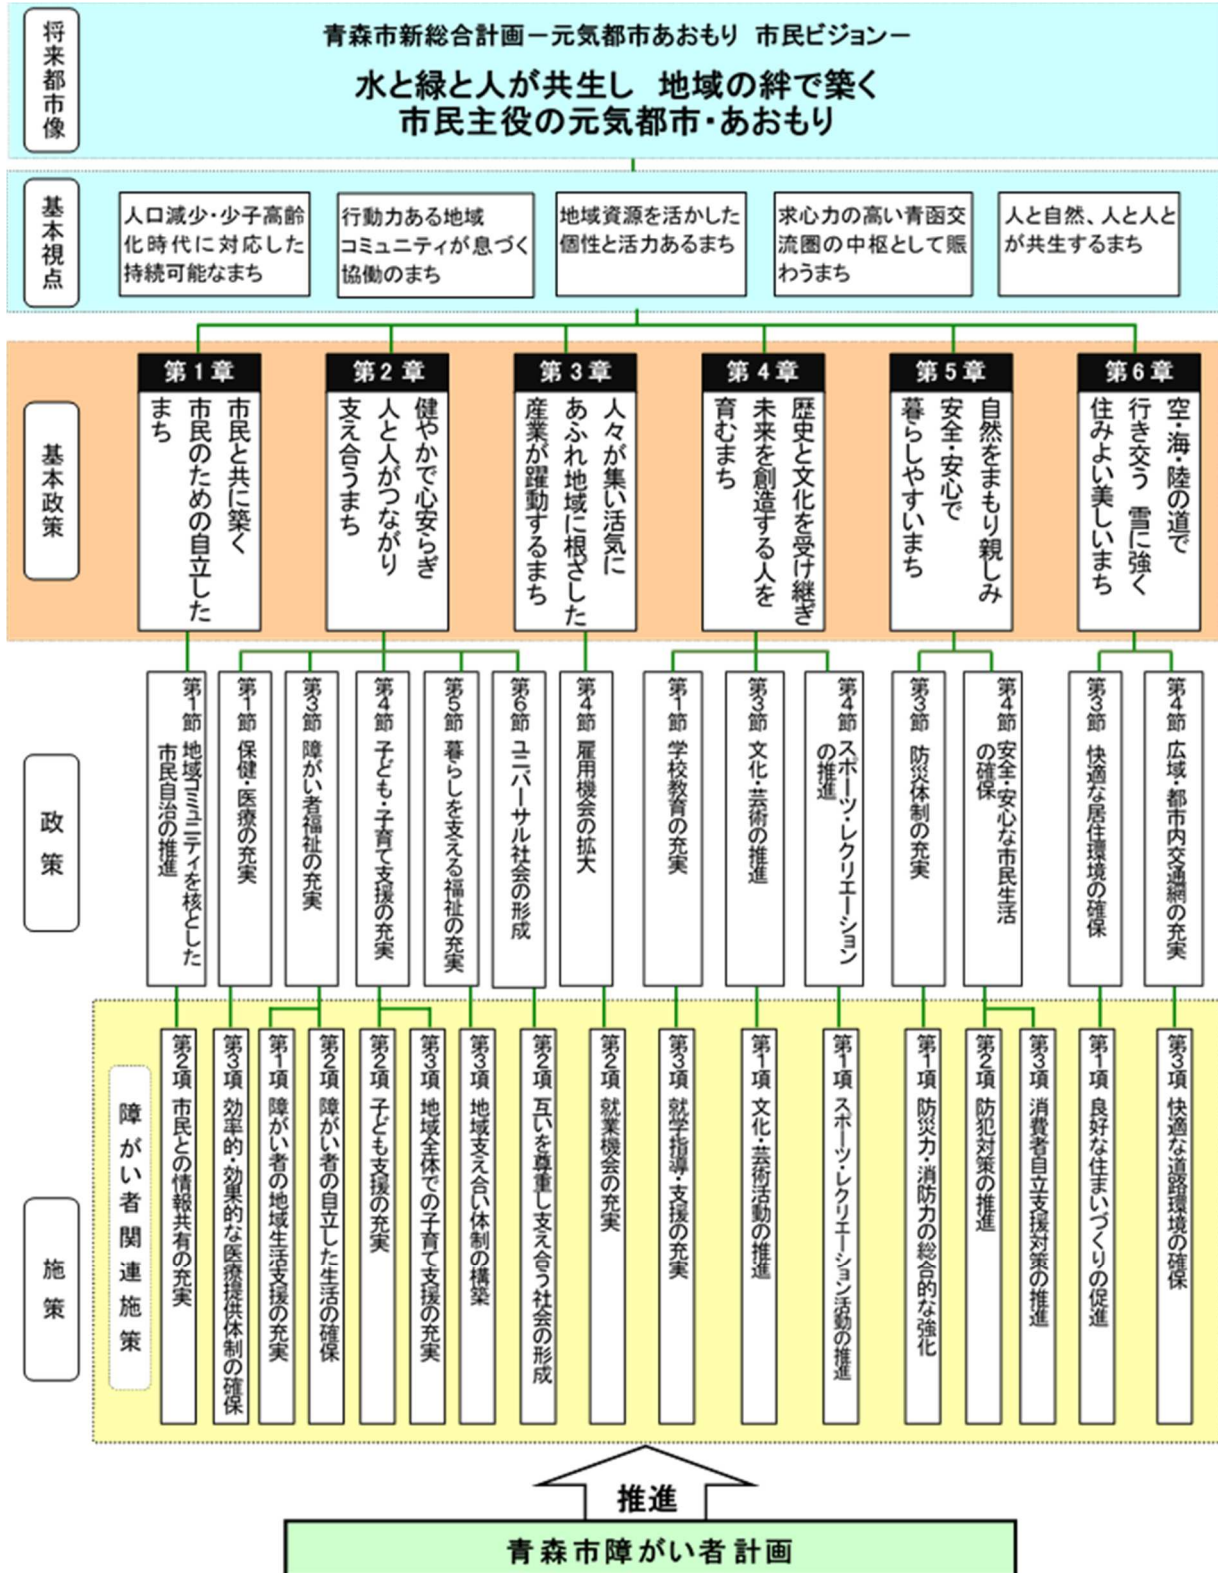 将来都市像
青森市新総合計画－元気都市あおもり 市民ビジョン－
水と緑と人が共生し 地域の絆で築く
市民主役の元気都市・あおもり
基本視点
人口減少・少子高齢
化時代に対応した
持続可能なまち
行動力ある地域
コミュニティが息づく
協働のまち
地域資源を活かした
個性と活力あるまち
求心力の高い青函交
流圏の中枢として賑
わうまち
人と自然、人と人と
が共生するまち
基本政策
第１章
市民と共に築く
市民のための自立した
まち
第２章
健やかで心安らぎ
人と人がつながり
支え合うまち
第３章
人々が集い活気に
あふれ地域に根ざした
産業が躍動するまち
第４章
歴史と文化を受け継ぎ
未来を創造する人を
育むまち
第５章
自然をまもり親しみ
安全・安心で
暮らしやすいまち
第６章
空・海・陸の道で
行き交う 雪に強く
住みよい美しいまち
政策
第1節 地域コミュニティを核とした
市民自治の推進
第1節 保健・医療の充実
第3節 障がい者福祉の充実
第4節 子ども・子育て支援の充実
第5節 暮らしを支える福祉の充実
第6節 ユニバーサル社会の形成
第4節 雇用機会の拡大
第1節 学校教育の充実
第3節 文化・芸術の推進
第4節 スポーツ・レクリエーション
の推進
第3節 防災体制の充実
第4節 安全・安心な市民生活
の確保
第3節 快適な居住環境の確保
第4節 広域・都市内交通網の充実
施策
障がい者関連施策
第2項 市民との情報共有の充実
第3項 効率的・効果的な医療提供体制の確保
第1項 障がい者の地域生活支援の充実
第2項 障がい者の自立した生活の確保
第2項 子ども支援の充実
第3項 地域全体での子育て支援の充実
第3項 地域支え合い体制の構築
第2項 互いを尊重し支え合う社会の形成
第2項 就業機会の充実
第3項 就学指導・支援の充実
第1項 文化・芸術活動の推進
第1項 スポーツ・レクリエーション活動の推進
第1項 防災力・消防力の総合的な強化
第2項 防犯対策の推進
第3項 消費者自立支援対策の推進
第1項 良好な住まいづくりの促進
第3項 快適な道路環境の確保
推進
青森市障がい者計画